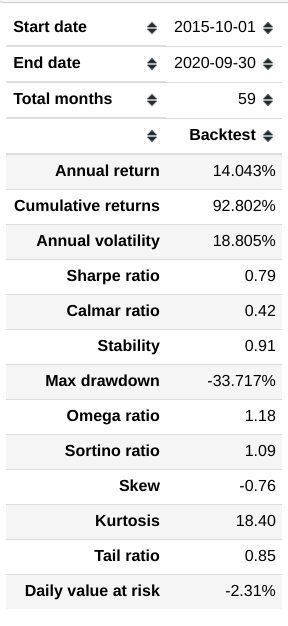 Start date 2015-10-01
End date 2020-09-30
Total months 59
Backtest
Annual return 14.043%
Cumulative returns 92.802%
Annual volatility 18.805%
Sharpe ratio 0.79
Calmar ratio 0.42
Stability 0.91
Max drawdown -33.717%
Omega ratio 1.18
Sortino ratio 1.09
Skew -0.76
Kurtosis 18.40
Tail ratio 0.85
Daily value at risk -2.31%